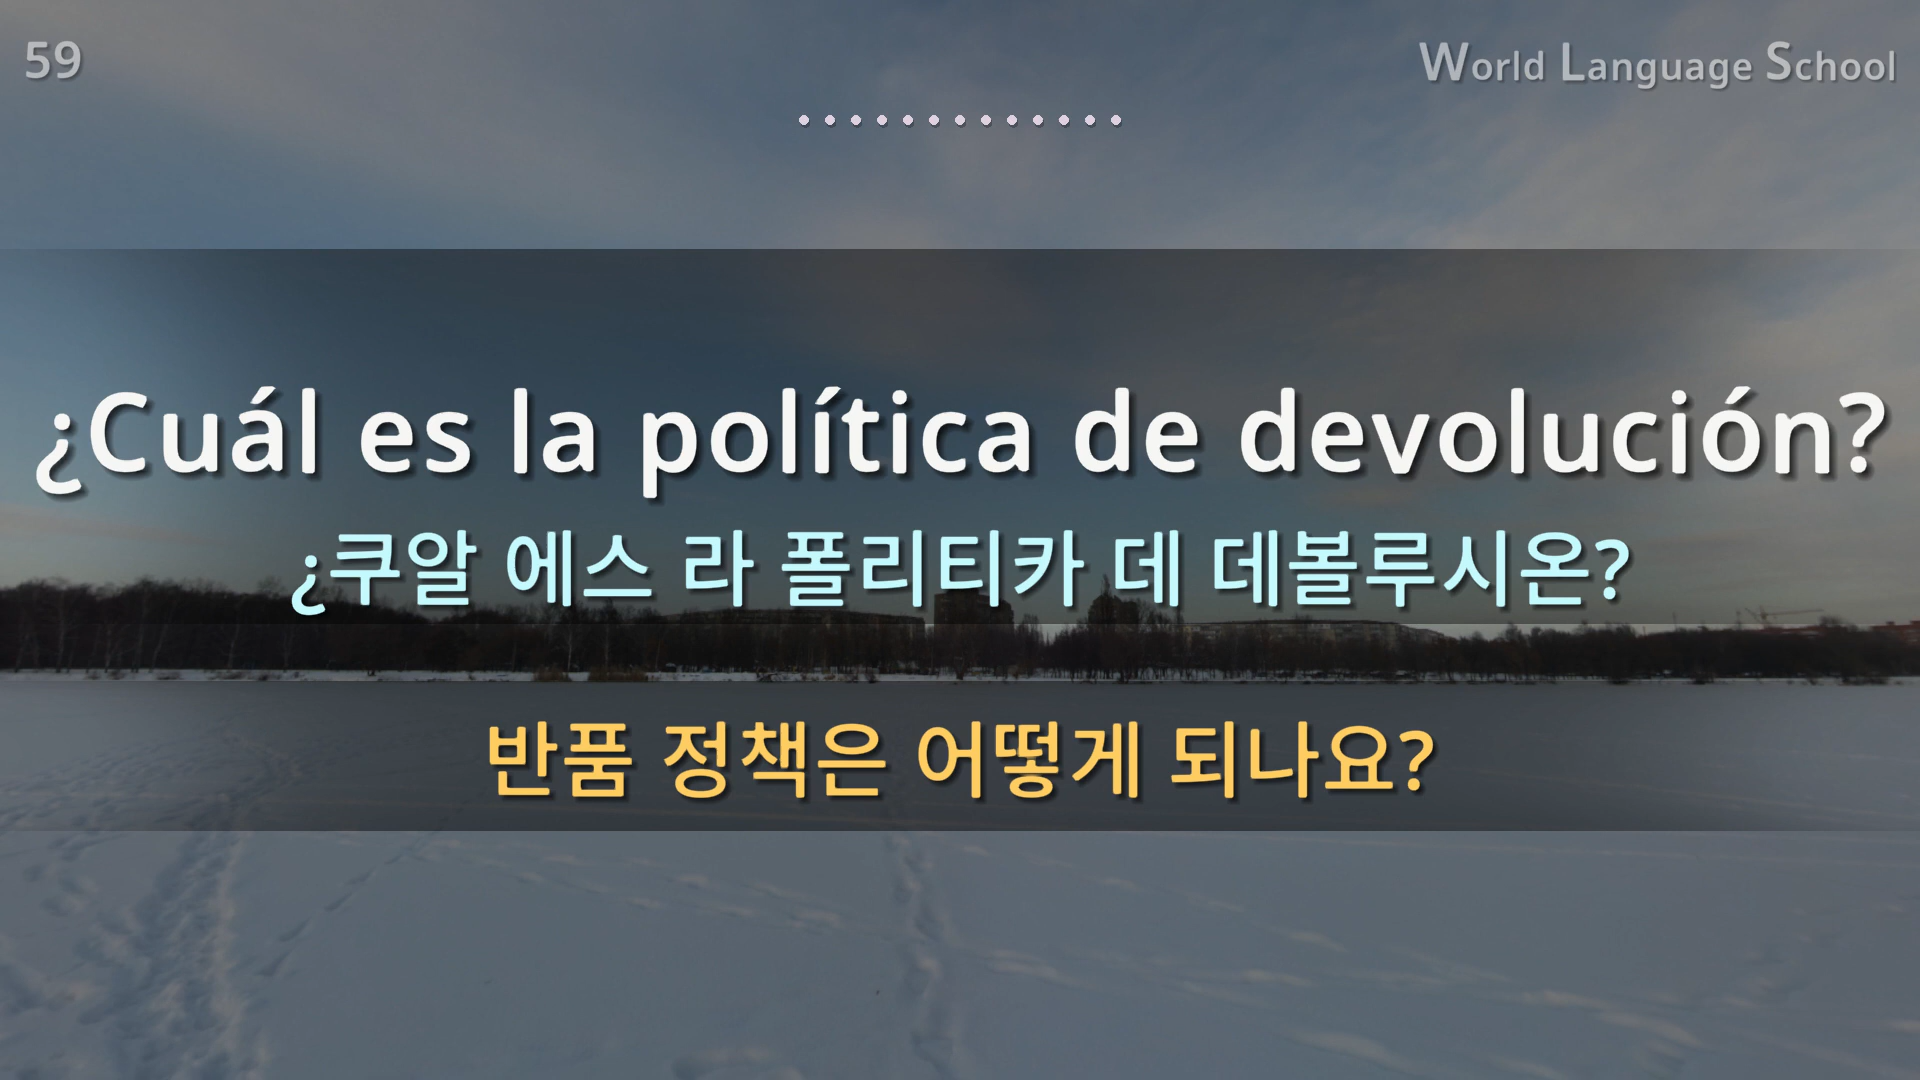 59
World Language School
¿Cuál es la política de devolución?
¿쿠알 에스 라 폴리티카 데 데볼루시온?
반품 정책은 어떻게 되나요?